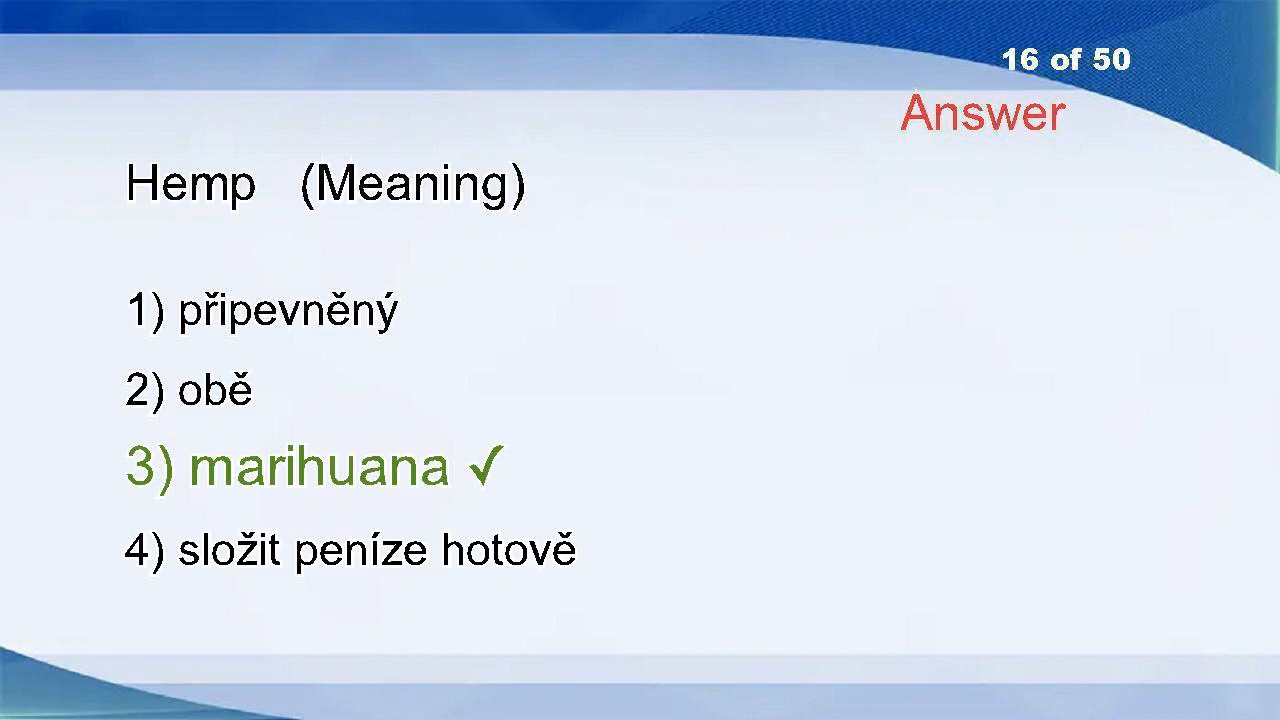 16 of 50
Answer
Hemp (Meaning)
1) připevněný
2) obě
3) marihuana ✓
4) složit peníze hotově